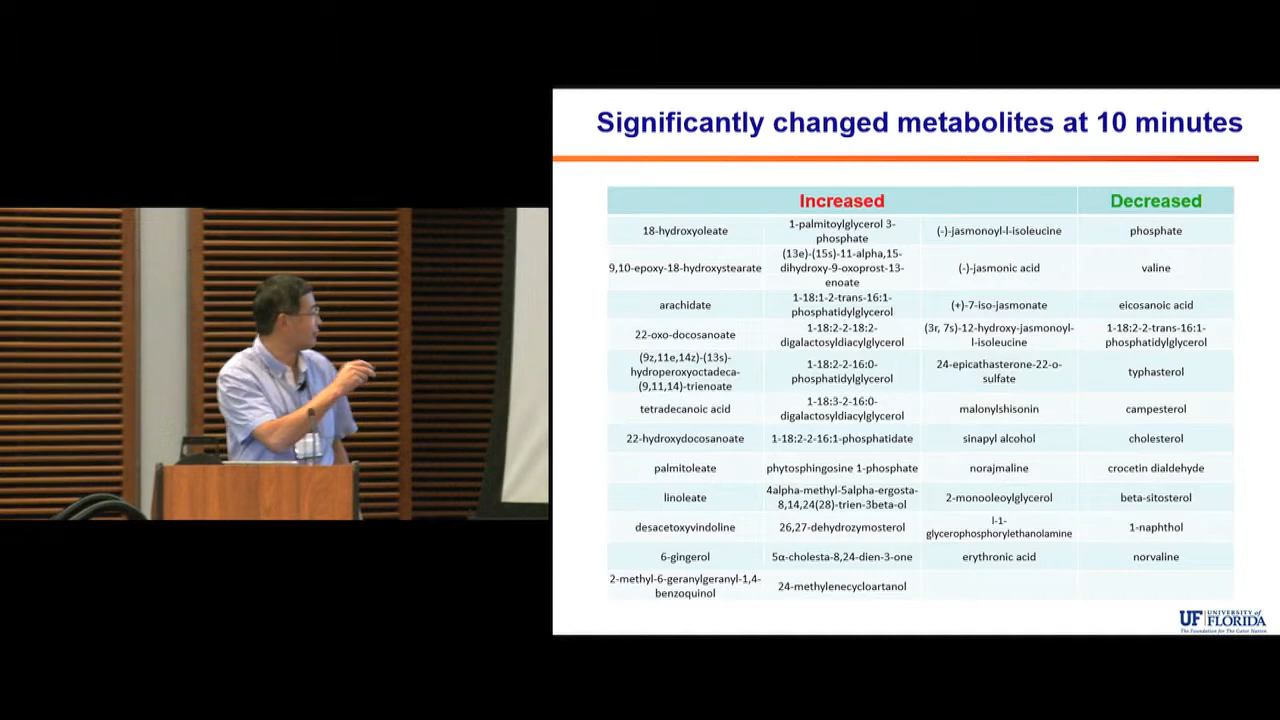 Significantly changed metabolites at 10 minutes
Increased
Decreased
18-hydroxyoleate
1-palmitoylglycerol 3-
phosphate
(-)-jasmonoyl-l-isoleucine
phosphate
9,10-epoxy-18-hydroxystearate
(13e)-(15s)-11-alpha,15-
dihydroxy-9-oxoprost-13-
enoate
(-)-jasmonic acid
valine
arachidate
1-18:1-2-trans-16:1-
phosphatidylglycerol
(+)-7-iso-jasmonate
eicosanoic acid
22-oxo-docosanoate
1-18:2-2-18:2-
digalactosyldiacylglycerol
(3r, 7s)-12-hydroxy-jasmonoyl-
l-isoleucine
1-18:2-2-trans-16:1-
phosphatidylglycerol
(9z,11e,14z)-(13s)-
hydroperoxyoctadeca-
(9,11,14)-trienoate
1-18:2-2-16:0-
phosphatidylglycerol
24-epicathasterone-22-o-
sulfate
typhasterol
tetradecanoic acid
1-18:3-2-16:0-
digalactosyldiacylglycerol
malonylshisonin
campesterol
22-hydroxydocosanoate
1-18:2-2-16:1-phosphatidate
sinapyl alcohol
cholesterol
palmitoleate
phytosphingosine 1-phosphate
norajmaline
crocetin dialdehyde
linoleate
4alpha-methyl-5alpha-ergosta-
8,14,24(28)-trien-3beta-ol
2-monooleoylglycerol
beta-sitosterol
desacetoxyvindoline
26,27-dehydrozymosterol
l-1-
glycerophosphorylethanolamine
1-naphthol
6-gingerol
5α-cholesta-8,24-dien-3-one
erythronic acid
norvaline
2-methyl-6-geranylgeranyl-1,4-
benzoquinol
24-methylenecycloartanol
UF UNIVERSITY of
FLORIDA
The Foundation for The Gator Nation